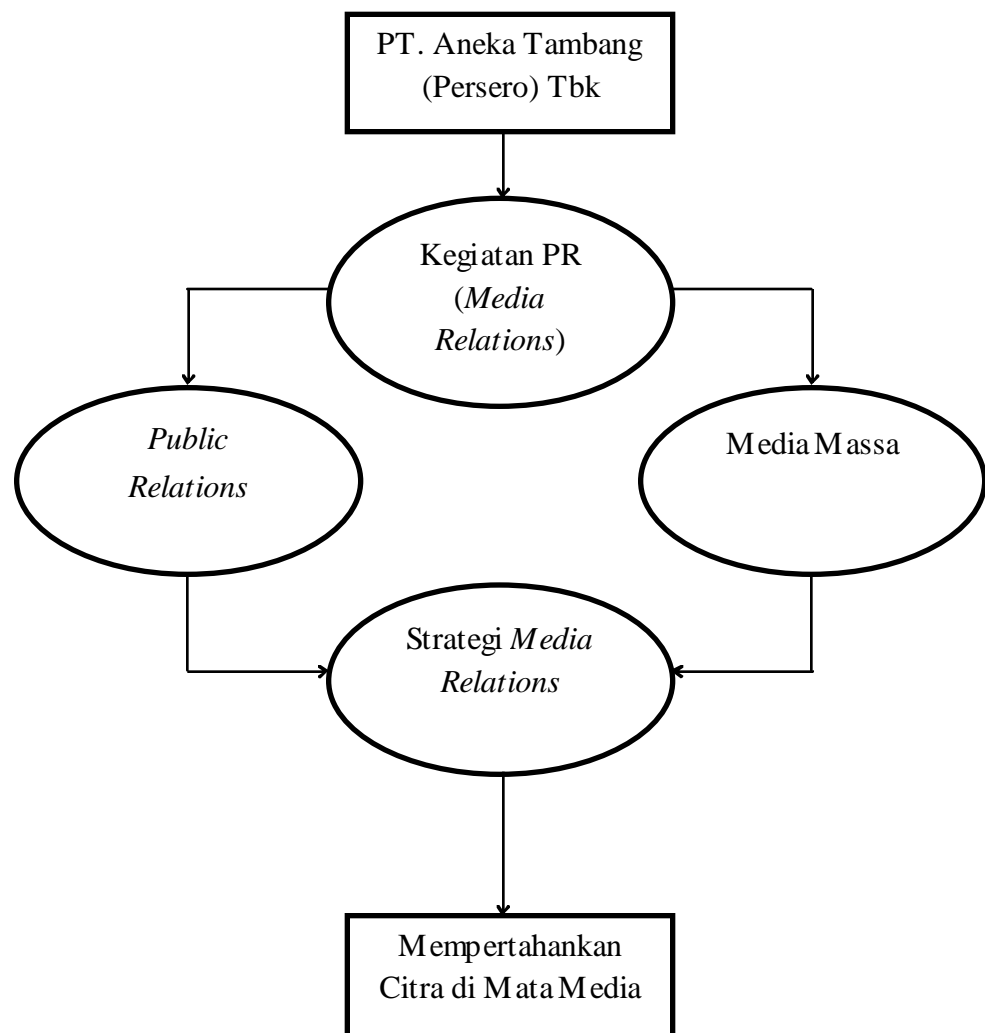 PT. Aneka Tambang
(Persero) Tbk
Kegiatan PR
(Media
Relations)
Public
Relations
Media Massa
Strategi Media
Relations
Mempertahankan
Citra di Mata Media